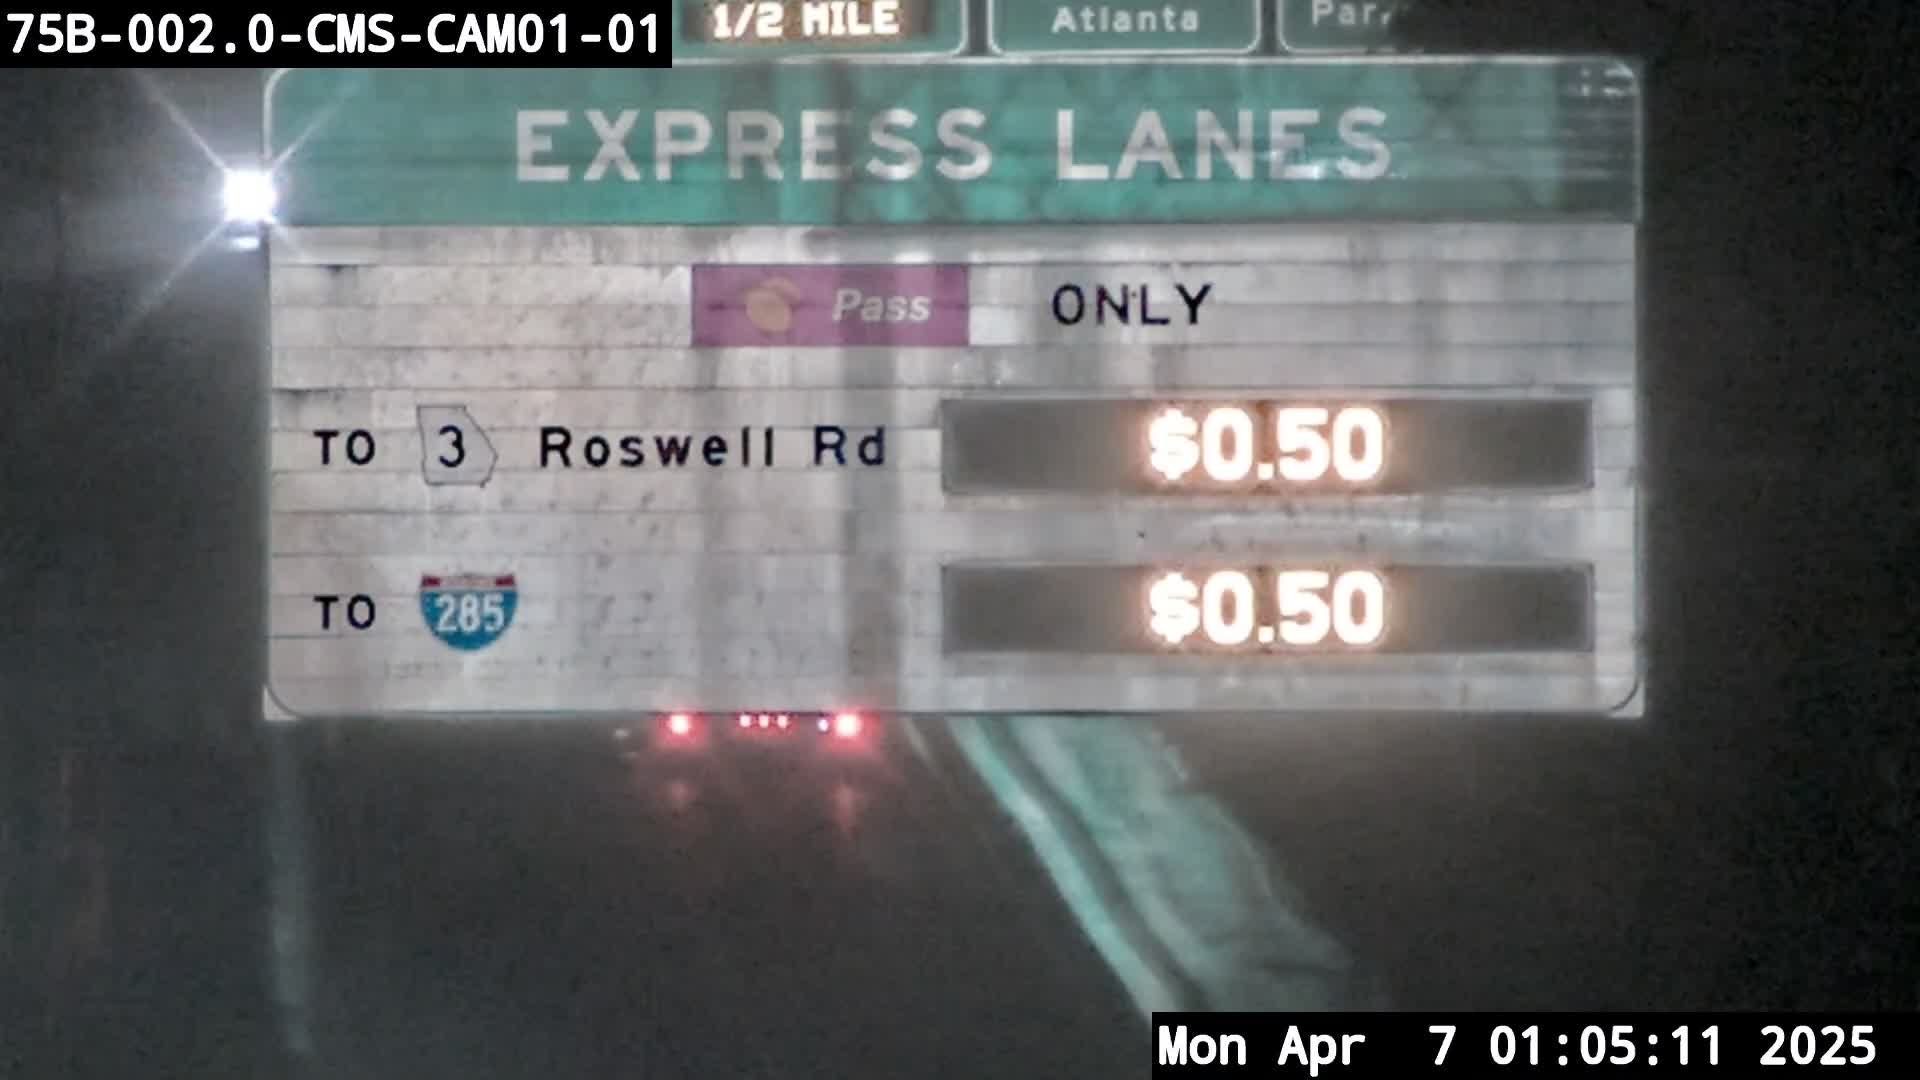 75B-002.0-CMS-CAM01-01
1/2 MILE
Atlanta
EXPRESS LANES
Pass ONLY
TO 3 Roswell Rd $0.50
TO 285 $0.50
Mon Apr 7 01:05:11 2025